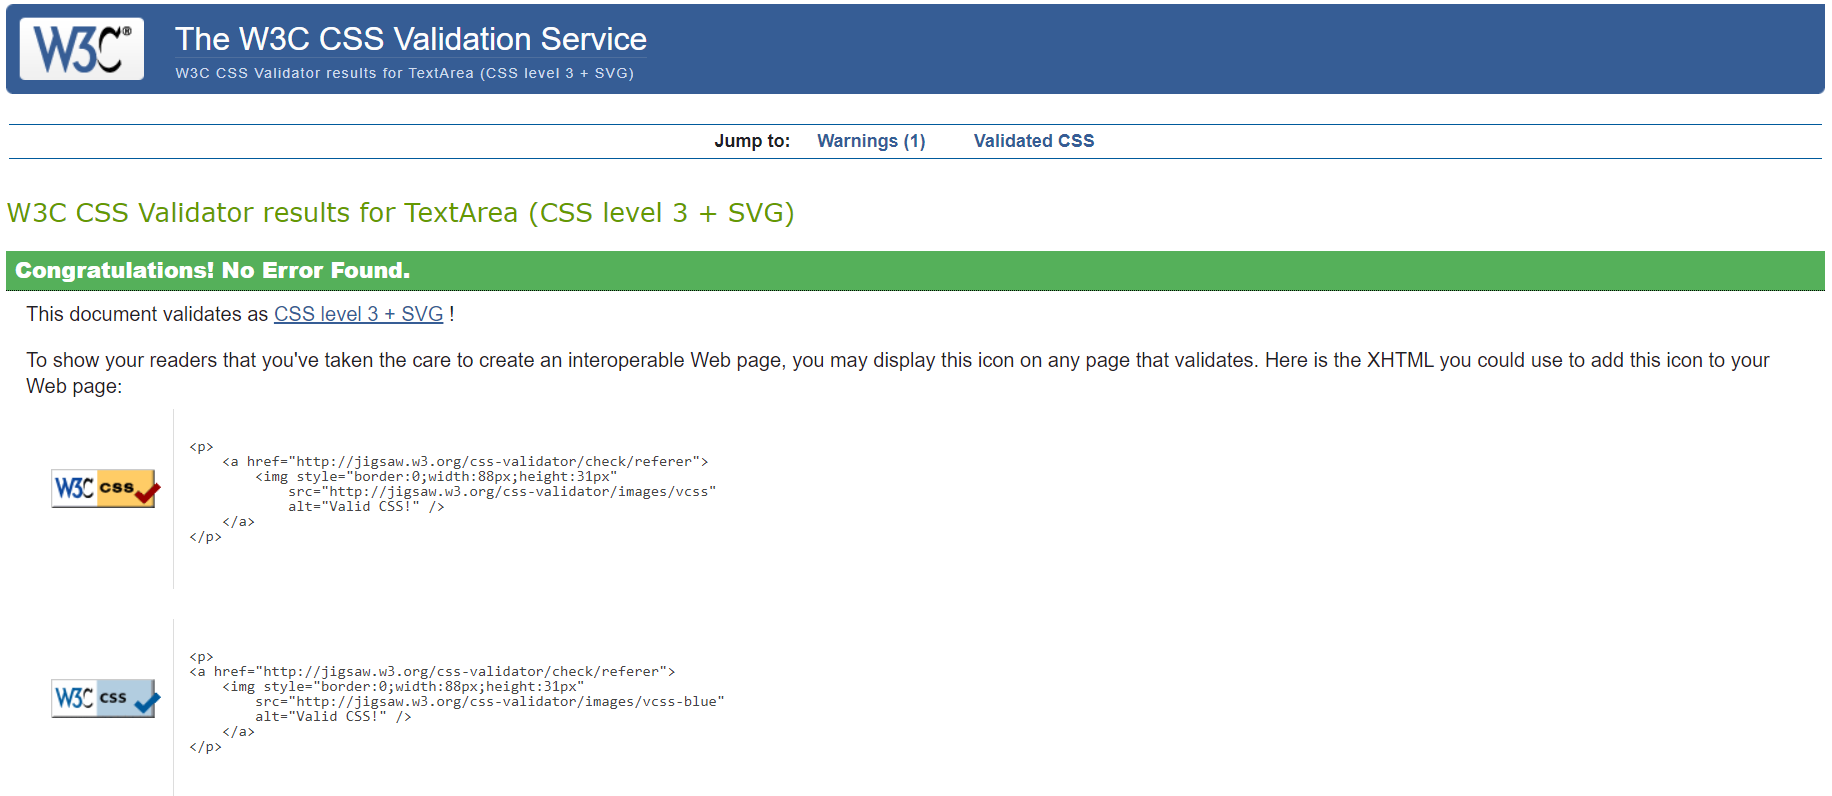 W3C®
The W3C CSS Validation Service
W3C CSS Validator results for TextArea (CSS level 3 + SVG)
Jump to: Warnings (1) Validated CSS
W3C CSS Validator results for TextArea (CSS level 3 + SVG)
Congratulations! No Error Found.
This document validates as CSS level 3 + SVG !
To show your readers that you've taken the care to create an interoperable Web page, you may display this icon on any page that validates. Here is the XHTML you could use to add this icon to your
Web page:
W3C css
<p>
    <a href="http://jigsaw.w3.org/css-validator/check/referer">
        <img style="border:0;width:88px;height:31px"
            src="http://jigsaw.w3.org/css-validator/images/vcss"
            alt="Valid CSS!" />
    </a>
</p>
W3C css
<p>
<a href="http://jigsaw.w3.org/css-validator/check/referer">
    <img style="border:0;width:88px;height:31px"
        src="http://jigsaw.w3.org/css-validator/images/vcss-blue"
        alt="Valid CSS!" />
    </a>
</p>